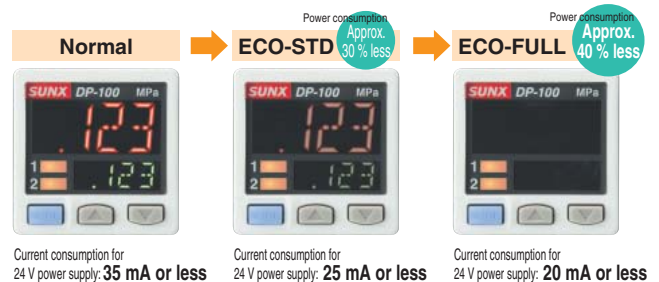 Normal
Power consumption
Approx.
30 % less
ECO-STD
Power consumption
Approx.
40 % less
ECO-FULL
SUNX DP-100 MPa
.123
1
2 .123
SUNX DP-100 MPa
.123
1
2 .123
SUNX DP-100 MPa
1
2
Current consumption for
24 V power supply: 35 mA or less
Current consumption for
24 V power supply: 25 mA or less
Current consumption for
24 V power supply: 20 mA or less